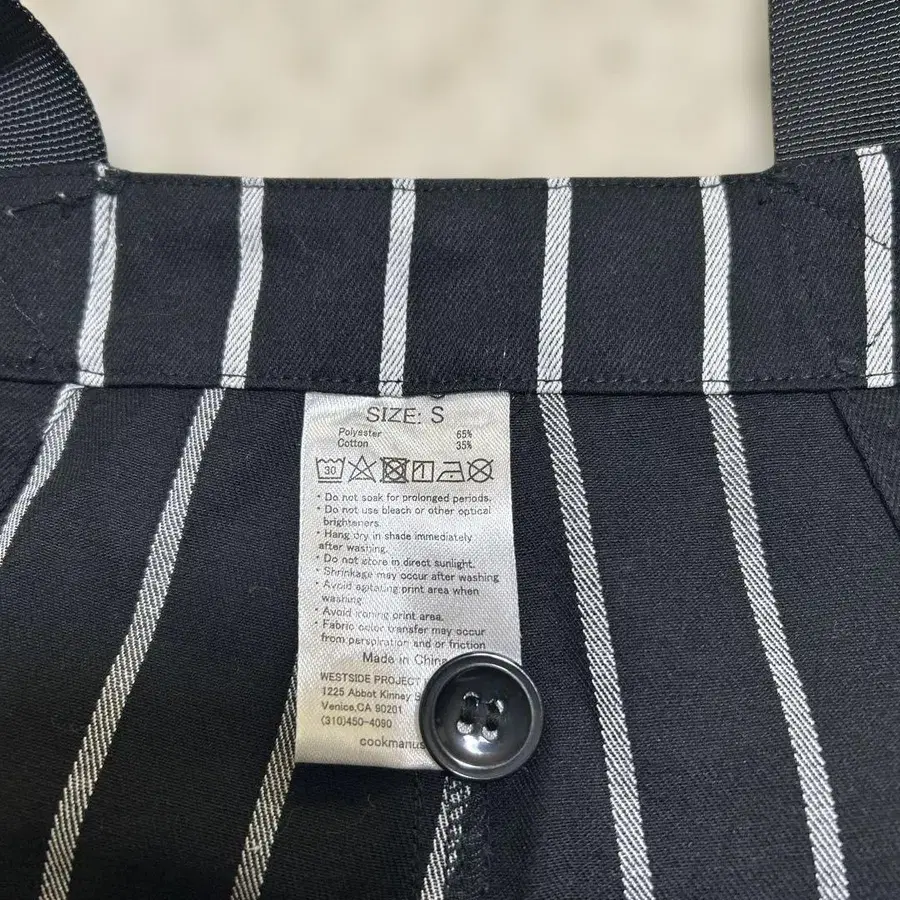 SIZE: S
Polyester 65%
Cotton 35%
30
• Do not soak for prolonged periods.
• Do not use bleach or other optical
brighteners.
• Hang dry in shade immediately
after washing.
• Do not store in direct sunlight.
• Shrinkage may occur after washing
• Avoid agitating print area when
washing.
• Avoid ironing print area.
• Fabric color transfer may occur
from perspiration and or friction
Made in China
WESTSIDE PROJECT
1225 Abbot Kinney
Venice,CA 90201
(310)450-4090
cookmanus